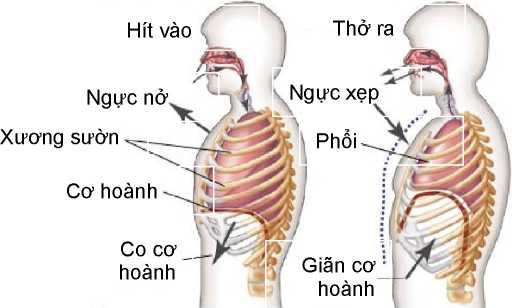 Hít vào
Ngực nở
Xương sườn
Cơ hoành
Co cơ
hoành
Thở ra
Ngực xẹp
Phổi
Giãn cơ
hoành